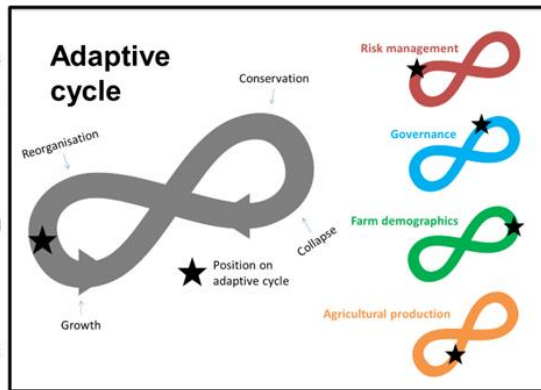 Adaptive
cycle
Conservation
Reorganisation
Collapse
Position on
adaptive cycle
Growth
Risk management
Governance
Farm demographics
Agricultural production